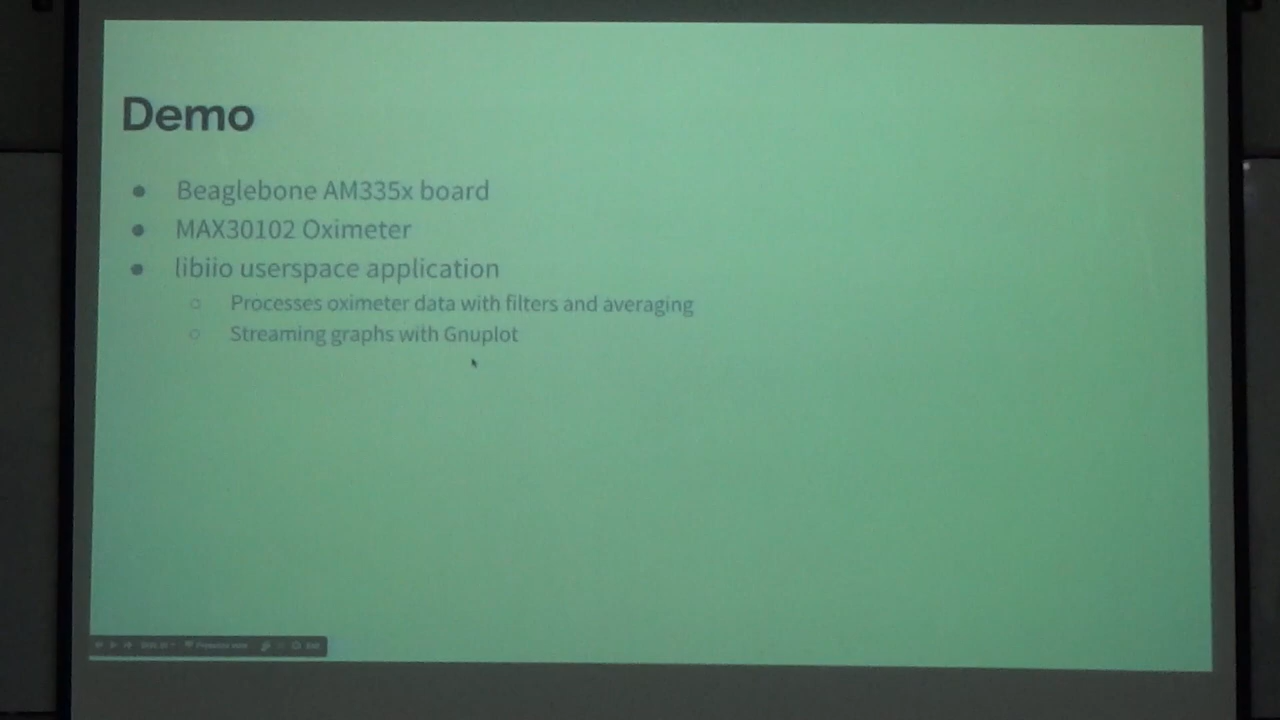 Demo
● Beaglebone AM335x board
● MAX30102 Oximeter
● libiio userspace application
○ Processes oximeter data with filters and averaging
○ Streaming graphs with Gnuplot